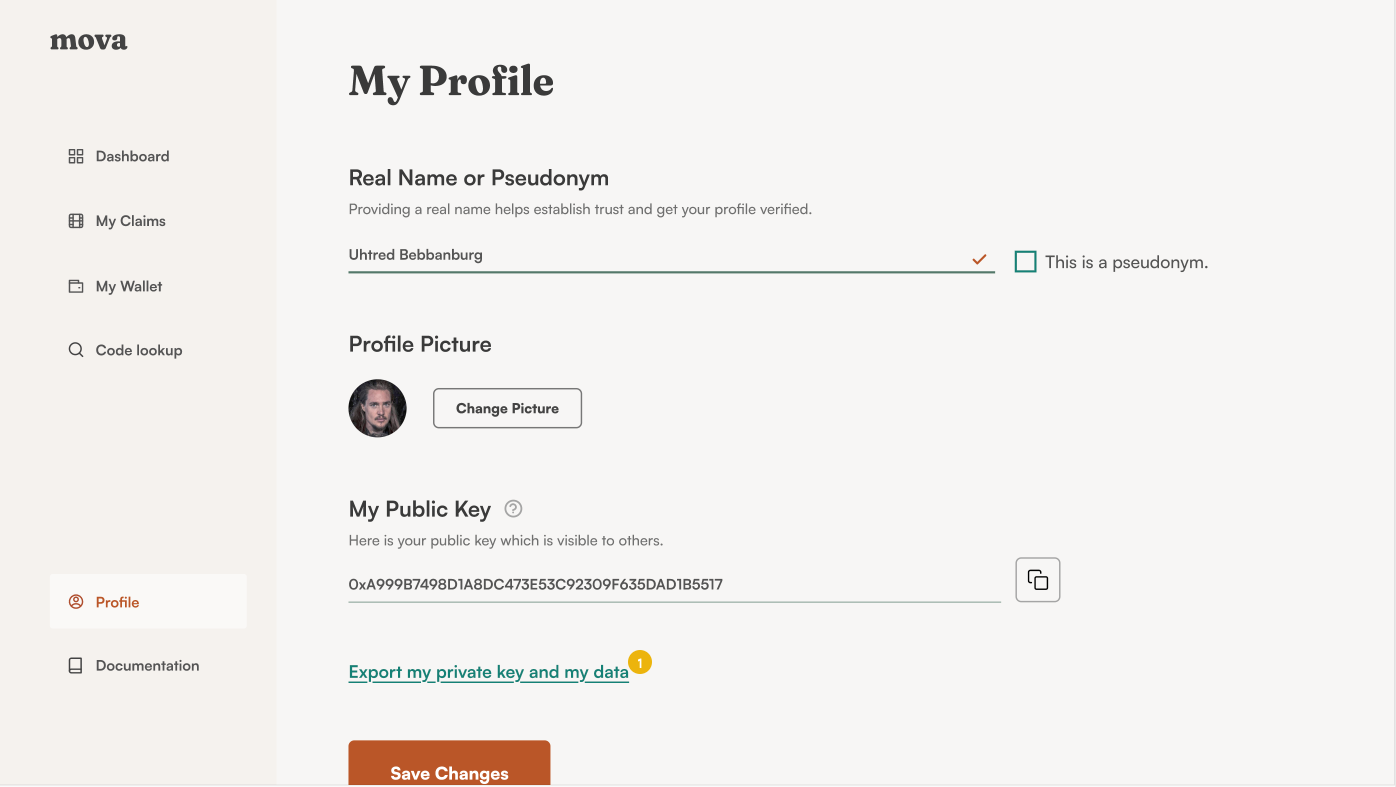 mova
Dashboard
My Claims
My Wallet
Code lookup
Profile
Documentation
My Profile
Real Name or Pseudonym
Providing a real name helps establish trust and get your profile verified.
Uhtred Bebbanburg
This is a pseudonym.
Profile Picture
Change Picture
My Public Key ?
Here is your public key which is visible to others.
0xA999B7498D1A8DC473E53C92309F635DAD1B5517
Export my private key and my data 1
Save Changes